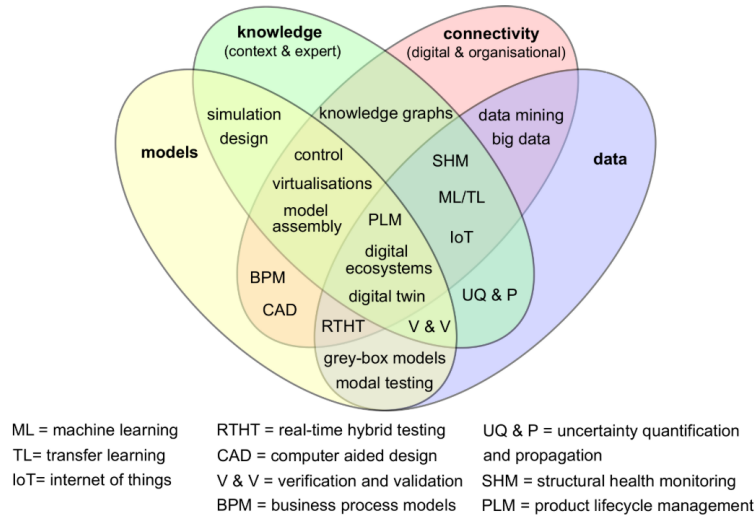 knowledge
(context & expert)
connectivity
(digital & organisational)
models
data
simulation
design
knowledge graphs
data mining
big data
control
virtualisations
model
assembly
SHM
ML/TL
IoT
PLM
digital
ecosystems
digital twin
BPM
CAD
UQ & P
RTHT
V & V
grey-box models
modal testing
ML = machine learning
TL= transfer learning
IoT= internet of things
RTHT = real-time hybrid testing
CAD = computer aided design
V & V = verification and validation
BPM = business process models
UQ & P = uncertainty quantification
and propagation
SHM = structural health monitoring
PLM = product lifecycle management